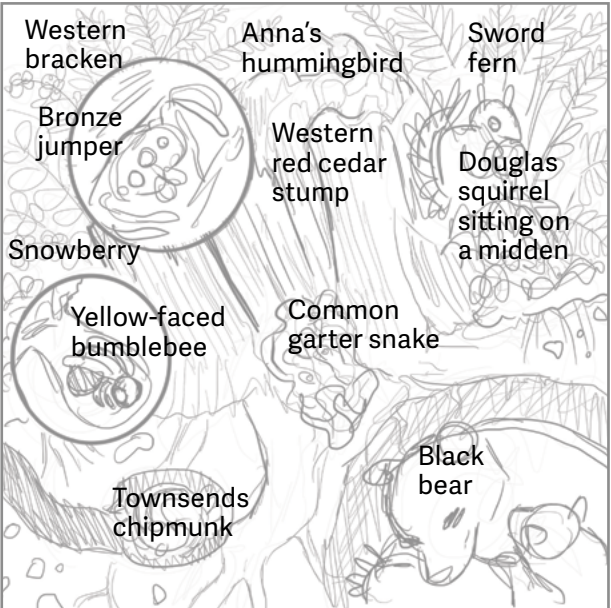 Western
bracken
Anna's
hummingbird
Sword
fern
Bronze
jumper
Western
red cedar
stump
Douglas
squirrel
sitting on
a midden
Snowberry
Yellow-faced
bumblebee
Common
garter snake
Black
bear
Townsends
chipmunk